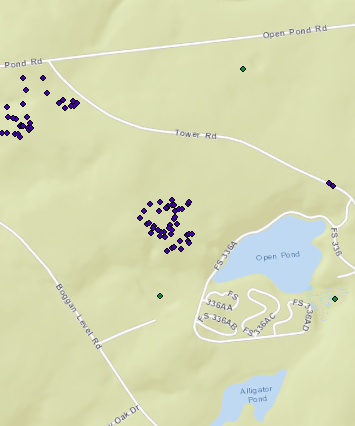 Open Pond Rd
Pond Rd
Tower Rd
FS 336A
FS 336
Open Pond
FS
336AA
FS 336AB
FS 336AC
FS 336AD
Boggan Level Rd
Alligator
Pond
y Oak Dr